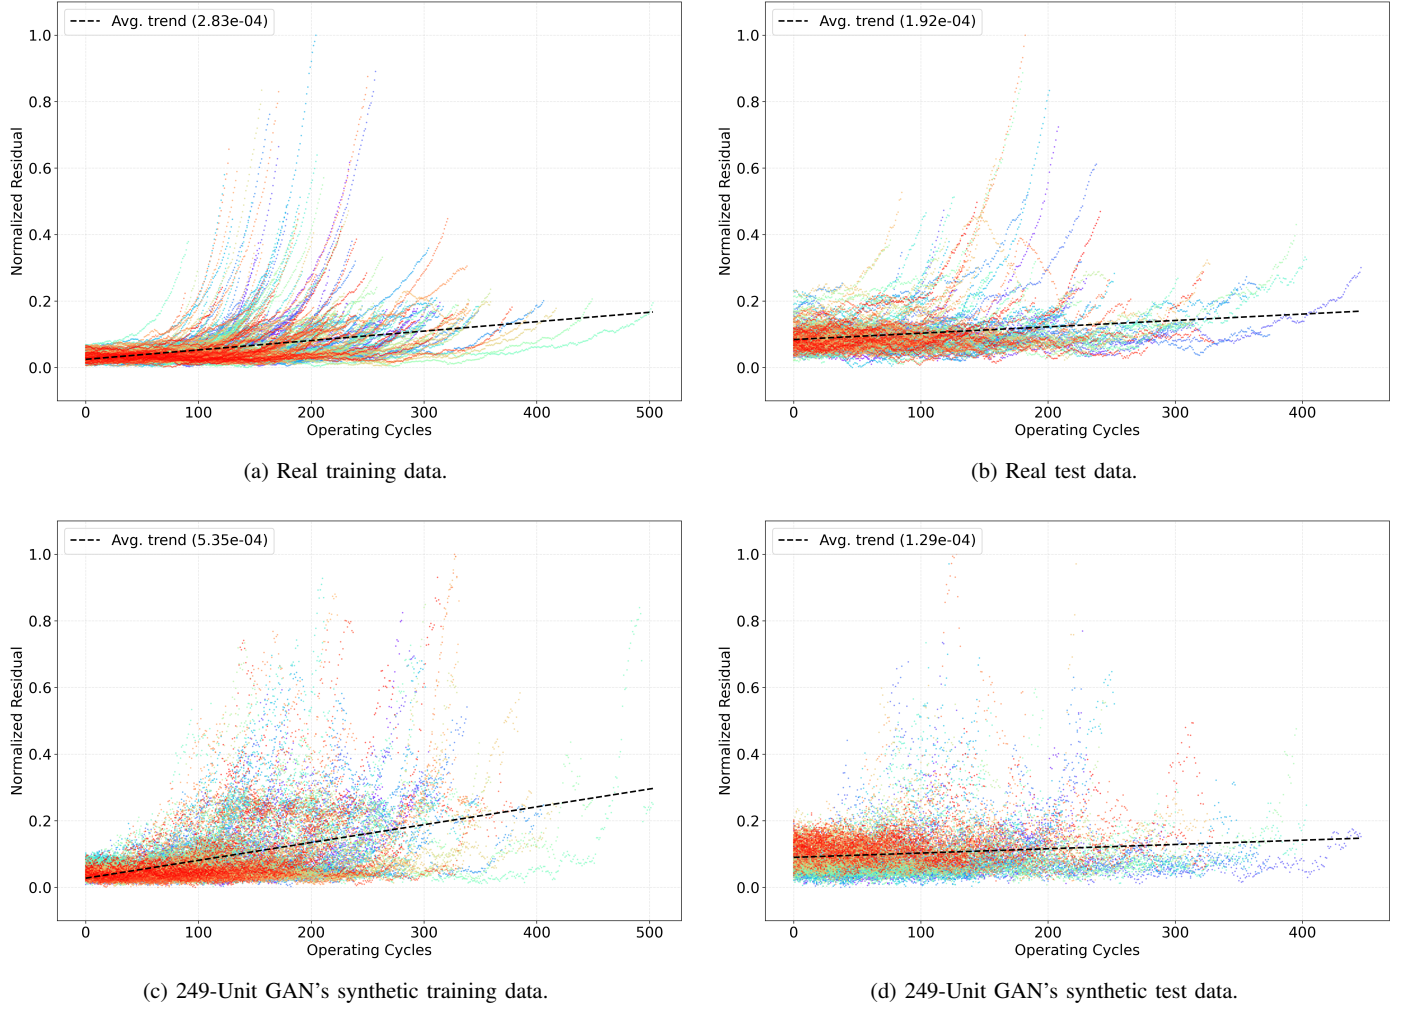 Avg. trend (2.83e-04)
1.0
0.8
0.6
0.4
0.2
0.0
Normalized Residual
0 100 200 300 400 500
Operating Cycles
(a) Real training data.
Avg. trend (1.92e-04)
1.0
0.8
0.6
0.4
0.2
0.0
Normalized Residual
0 100 200 300 400
Operating Cycles
(b) Real test data.
Avg. trend (5.35e-04)
1.0
0.8
0.6
0.4
0.2
0.0
Normalized Residual
0 100 200 300 400 500
Operating Cycles
(c) 249-Unit GAN's synthetic training data.
Avg. trend (1.29e-04)
1.0
0.8
0.6
0.4
0.2
0.0
Normalized Residual
0 100 200 300 400
Operating Cycles
(d) 249-Unit GAN's synthetic test data.